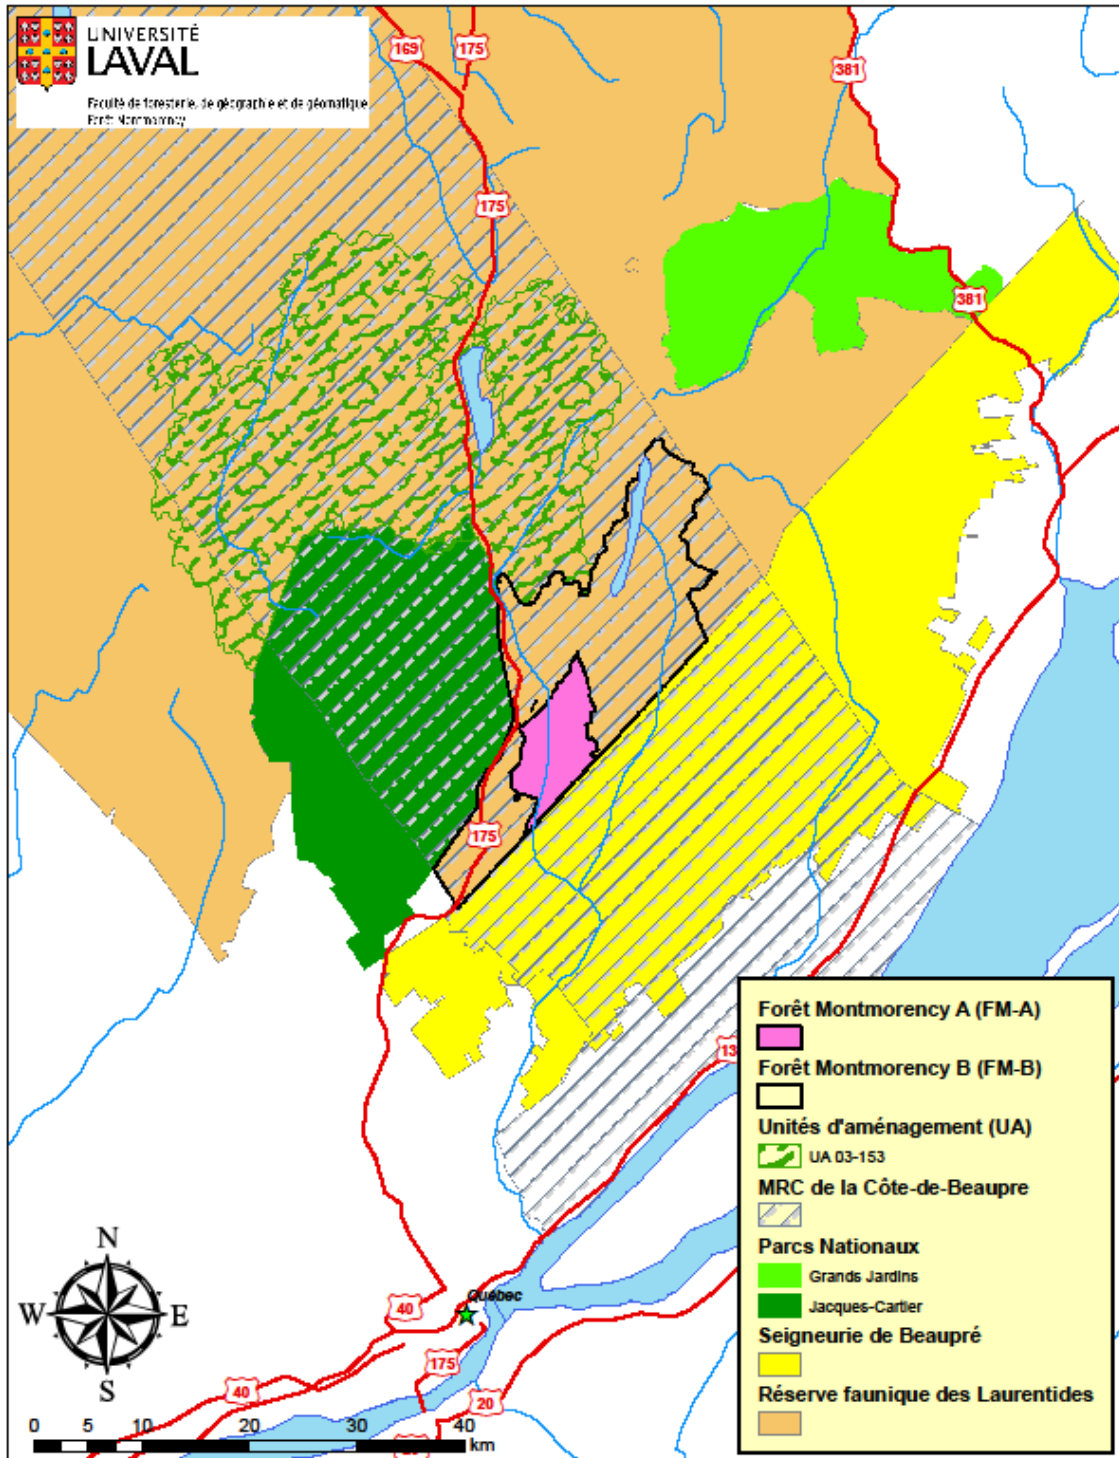 UNIVERSITÉ
LAVAL
Faculté de foresterie, de géographie et de géomatique
Forêt Montmorency
169
175
381
175
381
175
Forêt Montmorency A (FM-A)
Forêt Montmorency B (FM-B)
Unités d'aménagement (UA)
UA 03-153
MRC de la Côte-de-Beaupre
Parcs Nationaux
Grands Jardins
Jacques-Cartier
Seigneurie de Beaupré
Réserve faunique des Laurentides
13
N
W E
S
Québec
40
175
40
20
0 5 10 20 30 40
km